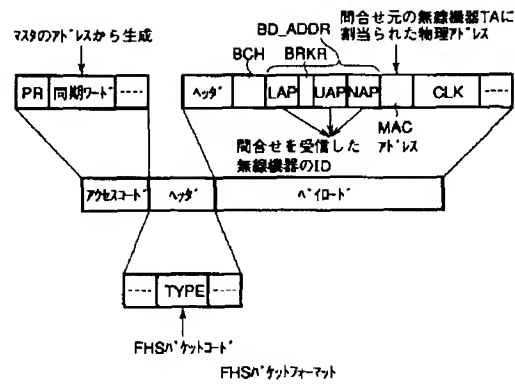 マスタのアドレスから生成
問合せ元の無線機器TAに
割当られた物理アドレス
BD_ADDR
BCH BRKR
PR 同期ワード ----
ヘッダ LAP UAP NAP CLK ----
MAC
アドレス
問合せを受信した
無線機器のID
アクセスコード ヘッダ ペイロード
---- TYPE ----
FHSパケットコード
FHSパケットフォーマット